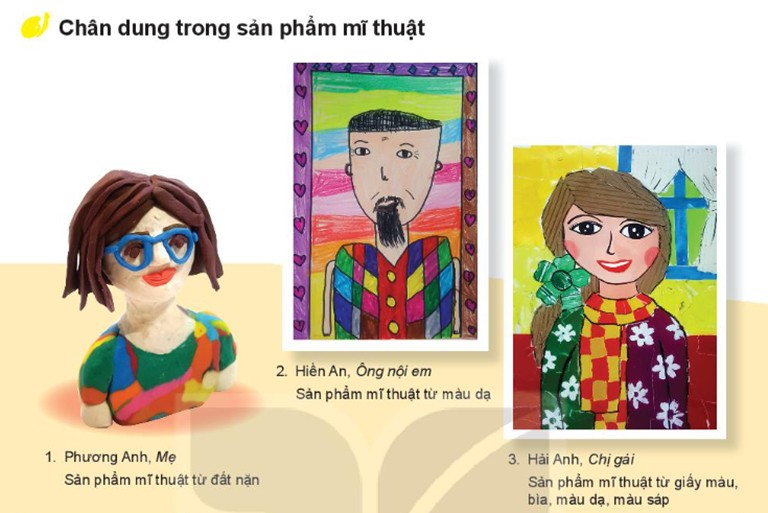 Chân dung trong sản phẩm mĩ thuật
1. Phương Anh, Mẹ
Sản phẩm mĩ thuật từ đất nặn
2. Hiền An, Ông nội em
Sản phẩm mĩ thuật từ màu dạ
3. Hải Anh, Chị gái
Sản phẩm mĩ thuật từ giấy màu,
bìa, màu dạ, màu sáp